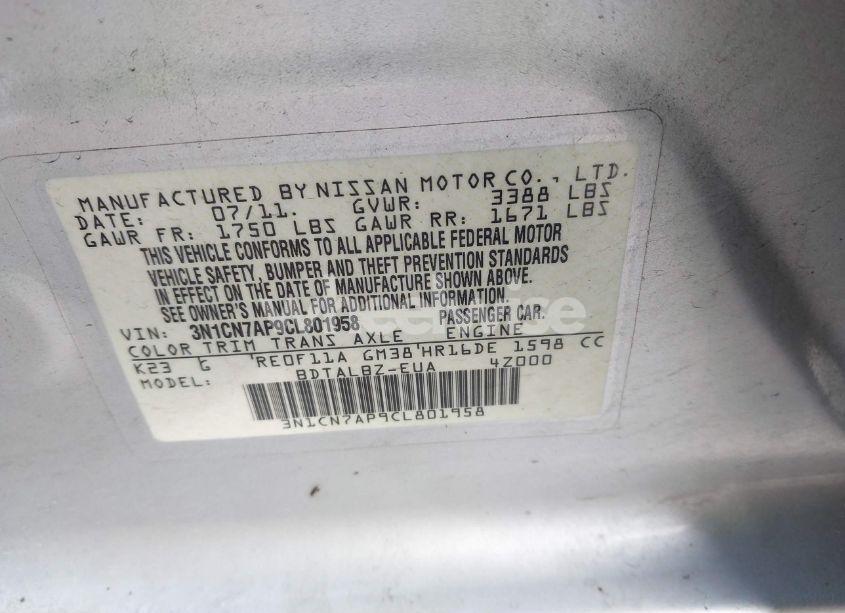 MANUFACTURED BY NISSAN MOTOR CO., LTD.
DATE: 07/11. GVWR: 3388 LBS
GAWR FR: 1750 LBS GAWR RR: 1671 LBS
THIS VEHICLE CONFORMS TO ALL APPLICABLE FEDERAL MOTOR
VEHICLE SAFETY, BUMPER AND THEFT PREVENTION STANDARDS
IN EFFECT ON THE DATE OF MANUFACTURE SHOWN ABOVE.
SEE OWNER'S MANUAL FOR ADDITIONAL INFORMATION.
VIN: 3N1CN7AP9CL801958 PASSENGER CAR.
COLOR TRIM TRANS AXLE ENGINE
K23 G RE0F11A GM38 HR16DE 1598 CC
MODEL: BDTALBZ-EUA 4Z000
3N1CN7AP9CL801958